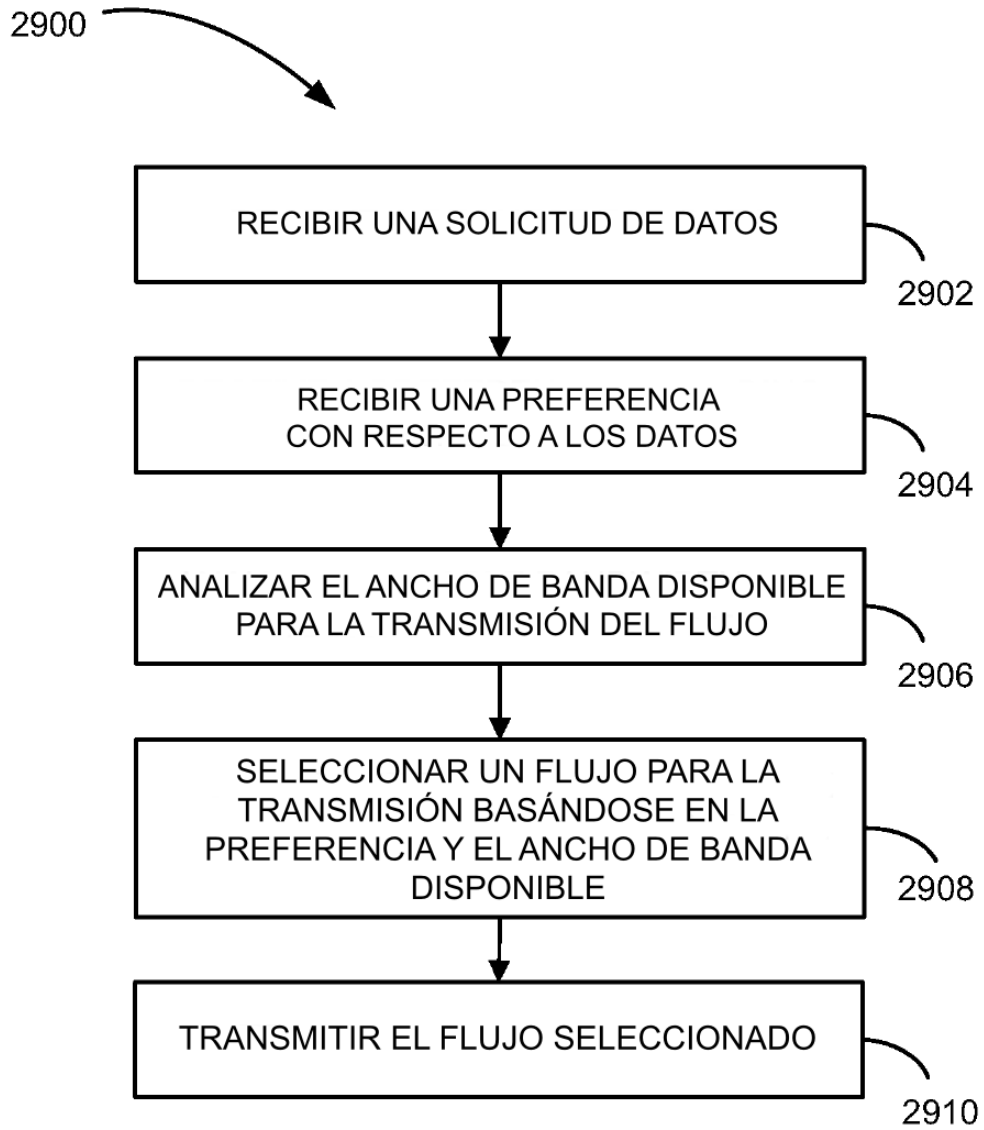 2900
RECIBIR UNA SOLICITUD DE DATOS
2902
RECIBIR UNA PREFERENCIA
CON RESPECTO A LOS DATOS
2904
ANALIZAR EL ANCHO DE BANDA DISPONIBLE
PARA LA TRANSMISIÓN DEL FLUJO
2906
SELECCIONAR UN FLUJO PARA LA
TRANSMISIÓN BASÁNDOSE EN LA
PREFERENCIA Y EL ANCHO DE BANDA
DISPONIBLE
2908
TRANSMITIR EL FLUJO SELECCIONADO
2910